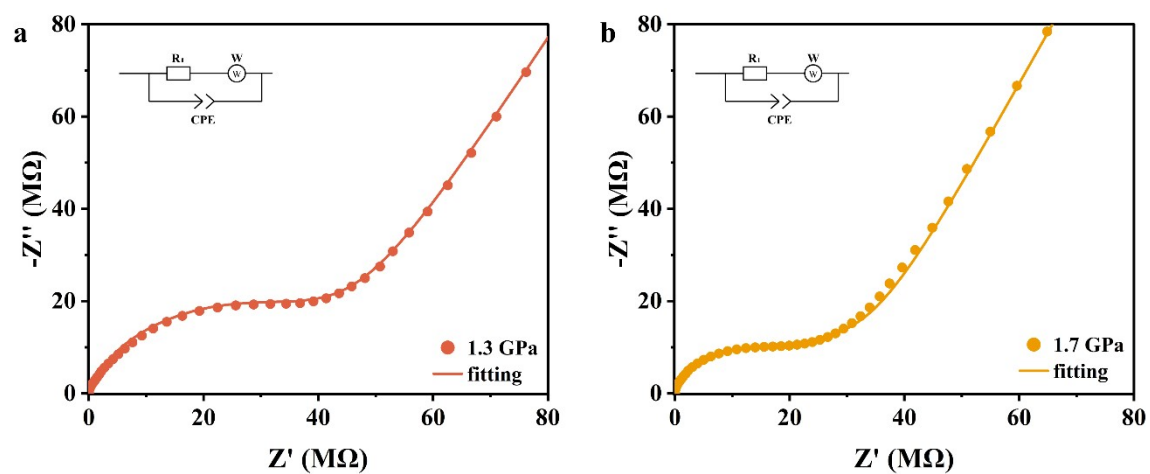 a
80
60
40
20
0
-Z'' (MΩ)
R₁
W
W
CPE
1.3 GPa
fitting
0 20 40 60 80
Z' (MΩ)
b
80
60
40
20
0
-Z'' (MΩ)
R₁
W
W
CPE
1.7 GPa
fitting
0 20 40 60 80
Z' (MΩ)